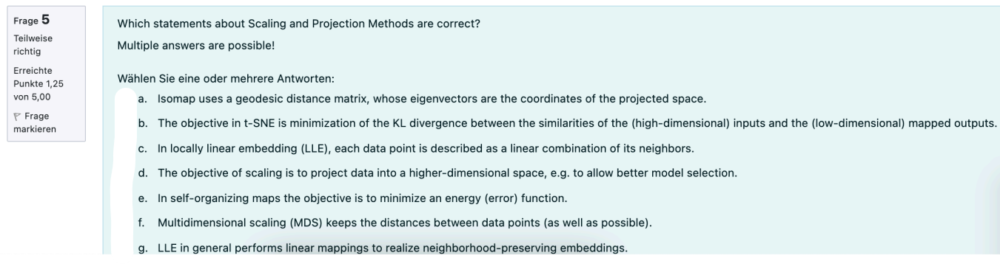 Frage 5
Teilweise
richtig
Erreichte
Punkte 1,25
von 5,00
Frage
markieren
Which statements about Scaling and Projection Methods are correct?
Multiple answers are possible!
Wählen Sie eine oder mehrere Antworten:
a. Isomap uses a geodesic distance matrix, whose eigenvectors are the coordinates of the projected space.
b. The objective in t-SNE is minimization of the KL divergence between the similarities of the (high-dimensional) inputs and the (low-dimensional) mapped outputs.
c. In locally linear embedding (LLE), each data point is described as a linear combination of its neighbors.
d. The objective of scaling is to project data into a higher-dimensional space, e.g. to allow better model selection.
e. In self-organizing maps the objective is to minimize an energy (error) function.
f. Multidimensional scaling (MDS) keeps the distances between data points (as well as possible).
g. LLE in general performs linear mappings to realize neighborhood-preserving embeddings.